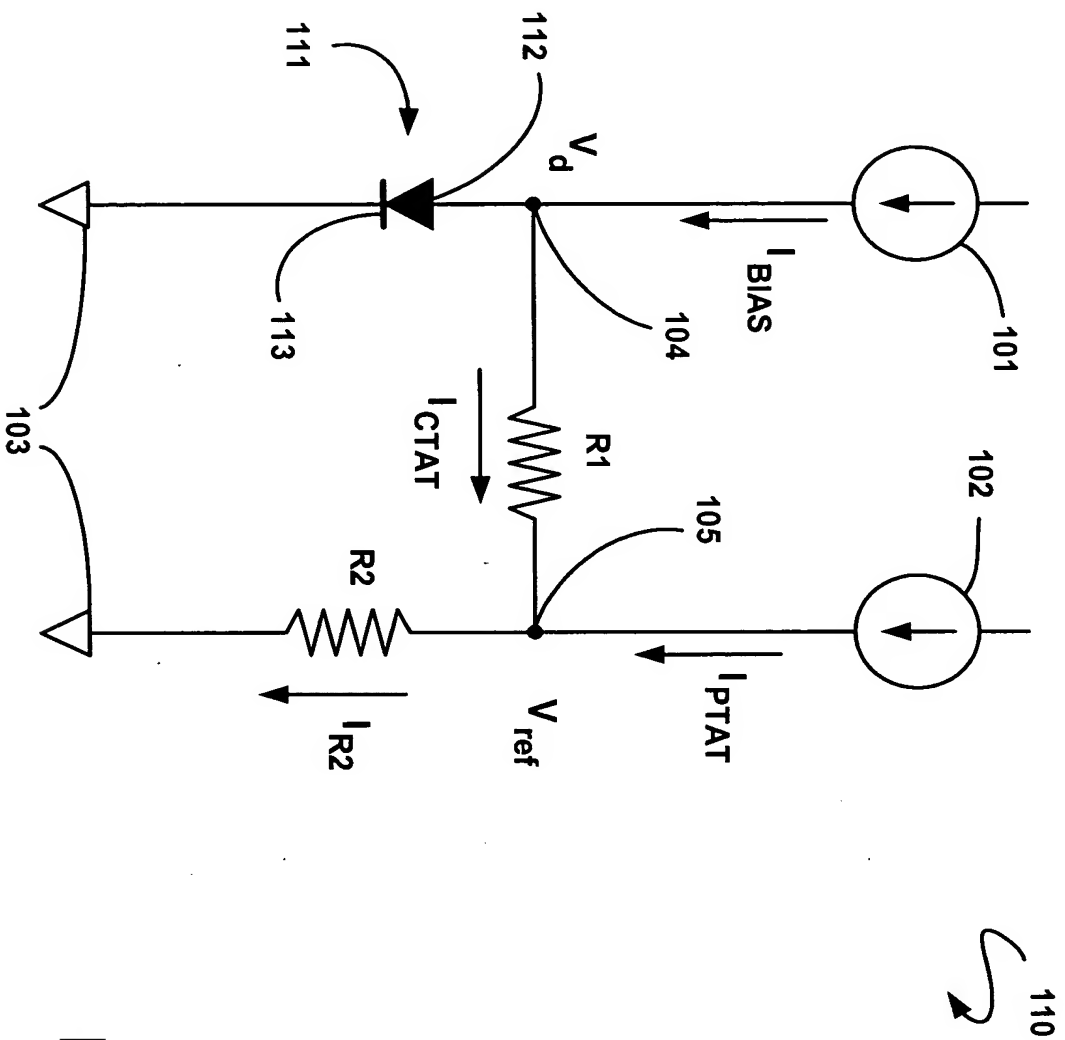 110
101
102
I_BIAS
I_PTAT
104
105
V_d
V_ref
R1
I_CTAT
112
111
113
R2
I_R2
103